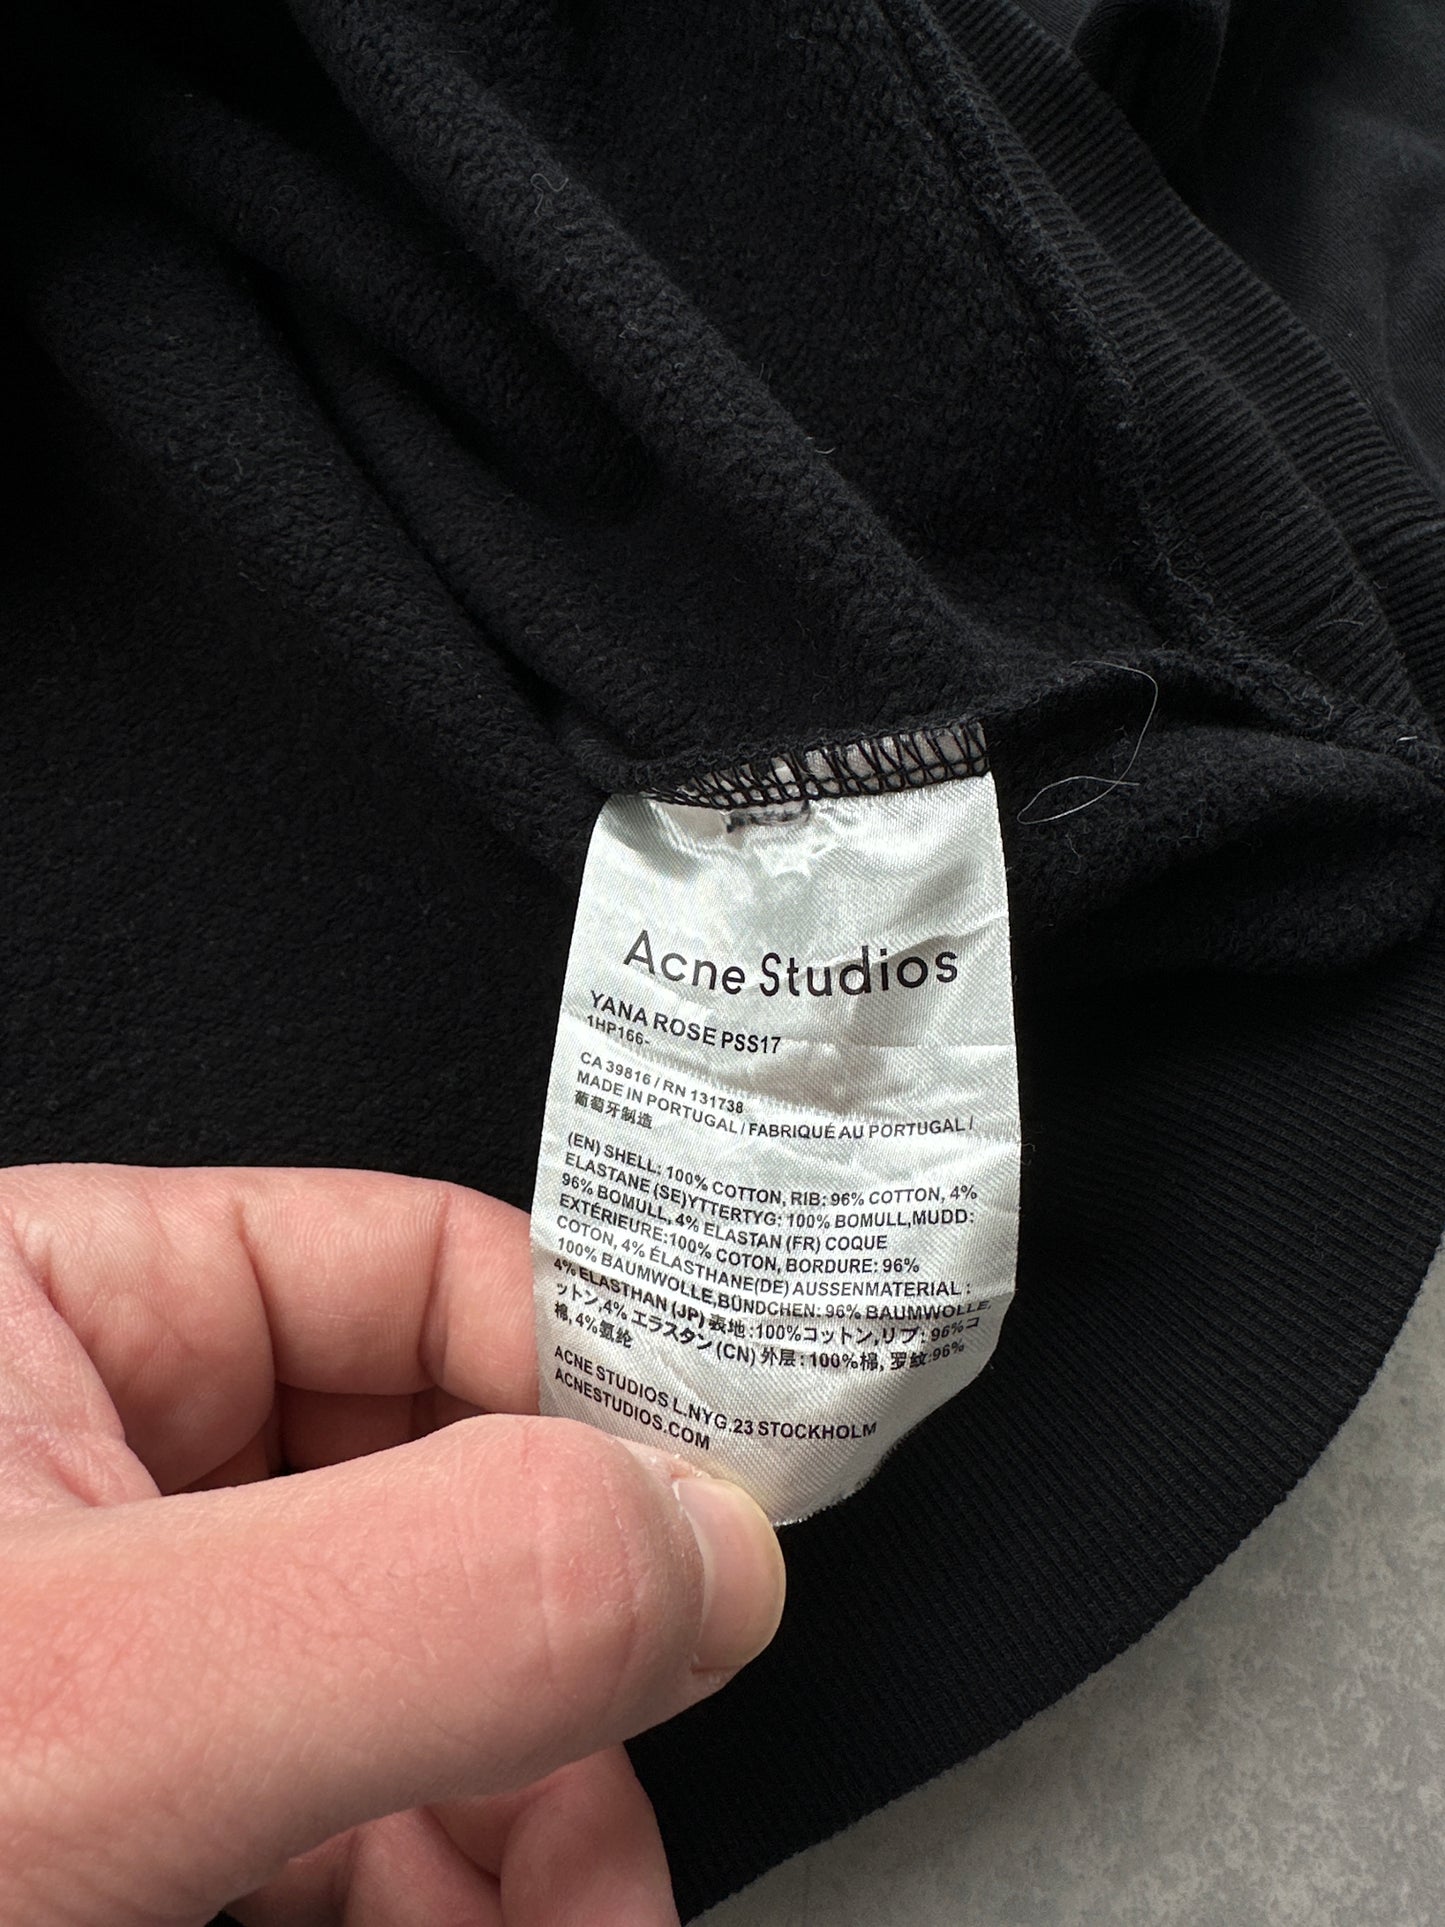 Acne Studios
YANA ROSE PSS17
1HP166-
CA 39816 / RN 131738
MADE IN PORTUGAL / FABRIQUÉ AU PORTUGAL /
葡萄牙制造
(EN) SHELL: 100% COTTON, RIB: 96% COTTON, 4%
ELASTANE (SE)YTTERTYG: 100% BOMULL,MUDD:
96% BOMULL, 4% ELASTAN (FR) COQUE
EXTÉRIEURE:100% COTON, BORDURE: 96%
COTON, 4% ÉLASTHANE(DE) AUSSENMATERIAL :
100% BAUMWOLLE,BÜNDCHEN: 96% BAUMWOLLE,
4% ELASTHAN (JP) 表地 :100%コットン,リブ: 96%コ
ットン,4% エラスタン (CN) 外层 : 100%棉, 罗纹:96%
棉, 4%氨纶
ACNE STUDIOS L.NYG.23 STOCKHOLM
ACNESTUDIOS.COM